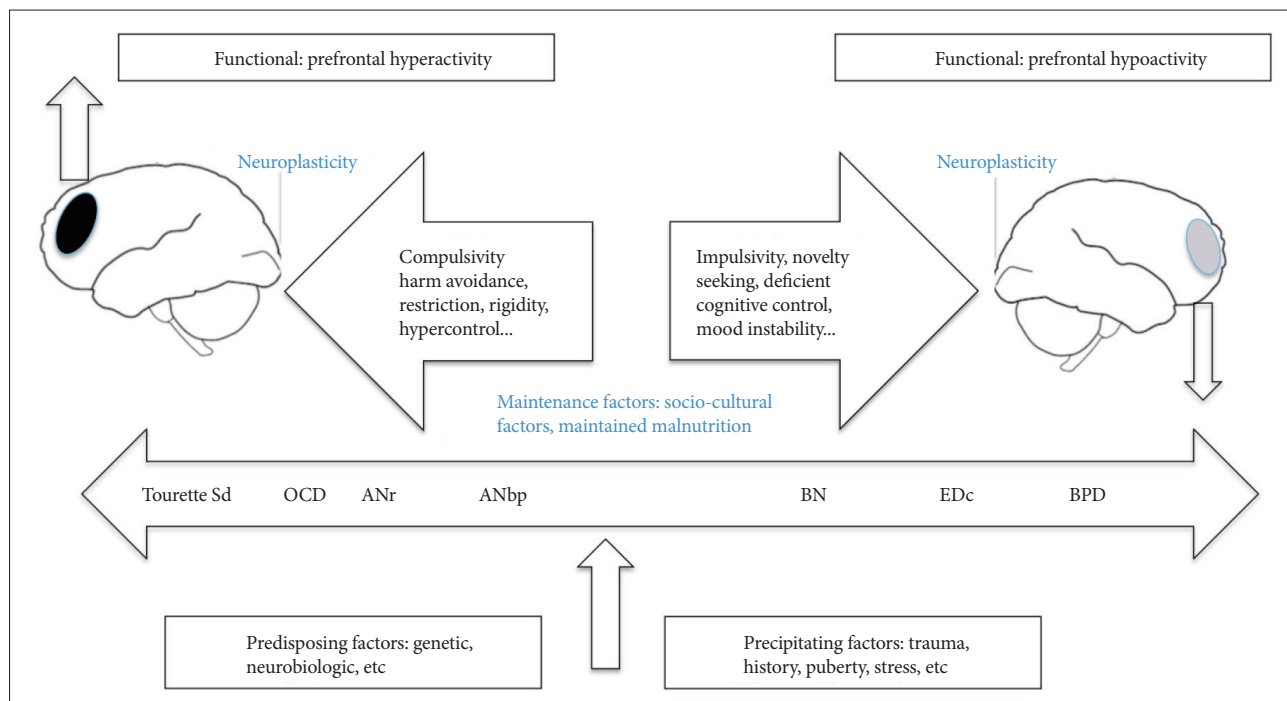 Functional: prefrontal hyperactivity
Functional: prefrontal hypoactivity
Neuroplasticity
Neuroplasticity
Compulsivity
harm avoidance,
restriction, rigidity,
hypercontrol...
Impulsivity, novelty
seeking, deficient
cognitive control,
mood instability...
Maintenance factors: socio-cultural
factors, maintained malnutrition
Tourette Sd OCD ANr ANbp BN EDc BPD
Predisposing factors: genetic,
neurobiologic, etc
Precipitating factors: trauma,
history, puberty, stress, etc